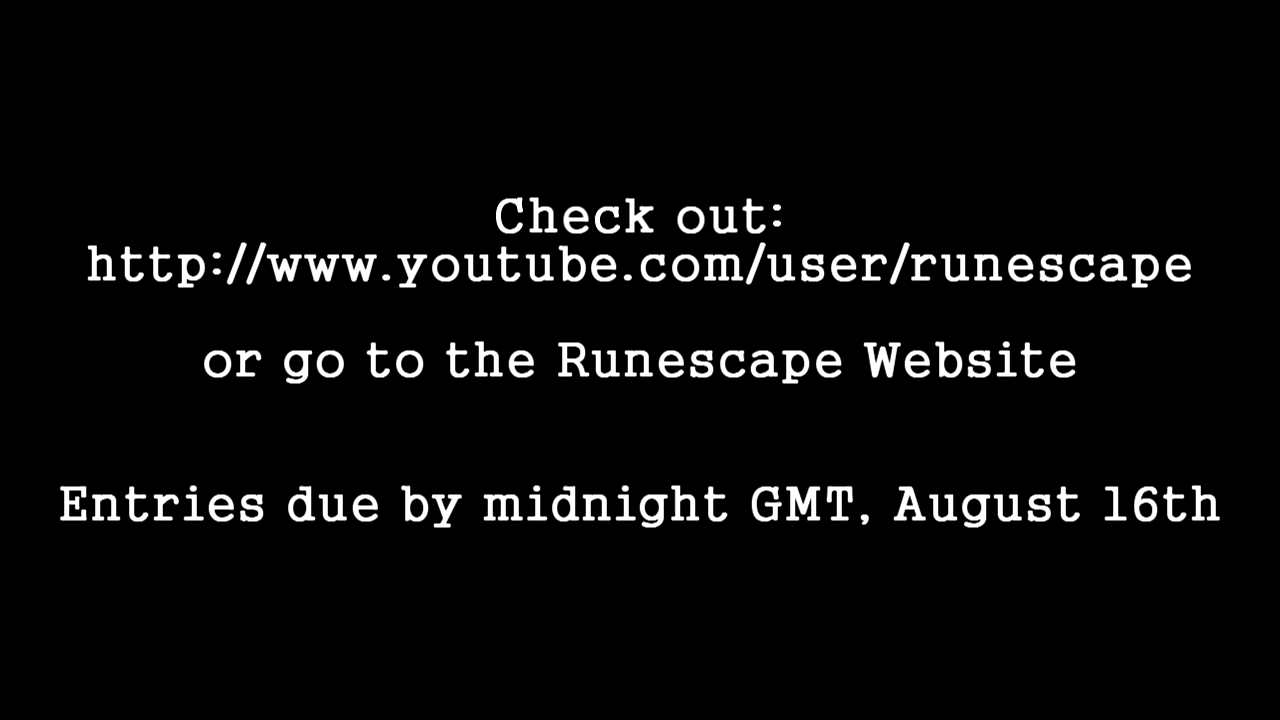 Check out:
http://www.youtube.com/user/runescape
or go to the Runescape Website
Entries due by midnight GMT, August 16th